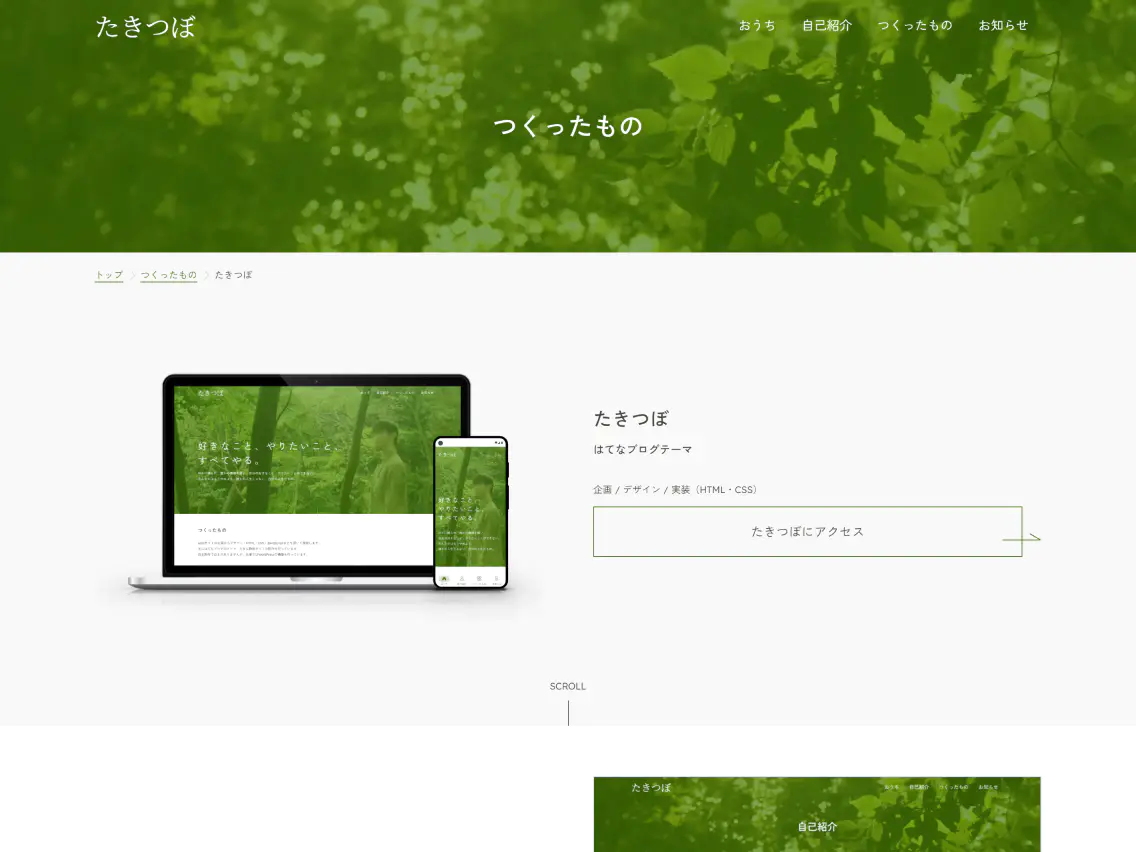 たきつぼ
おうち 自己紹介 つくったもの お知らせ
つくったもの
トップ つくったもの たきつぼ
たきつぼ
好きなこと、やりたいこと、
すべてやる。
つくったもの
たきつぼ
好きなこと、
やりたいこと、
すべてやる。
たきつぼ
はてなブログテーマ
企画 / デザイン / 実装（HTML・CSS）
たきつぼにアクセス
SCROLL
たきつぼ
おうち 自己紹介 つくったもの お知らせ
自己紹介